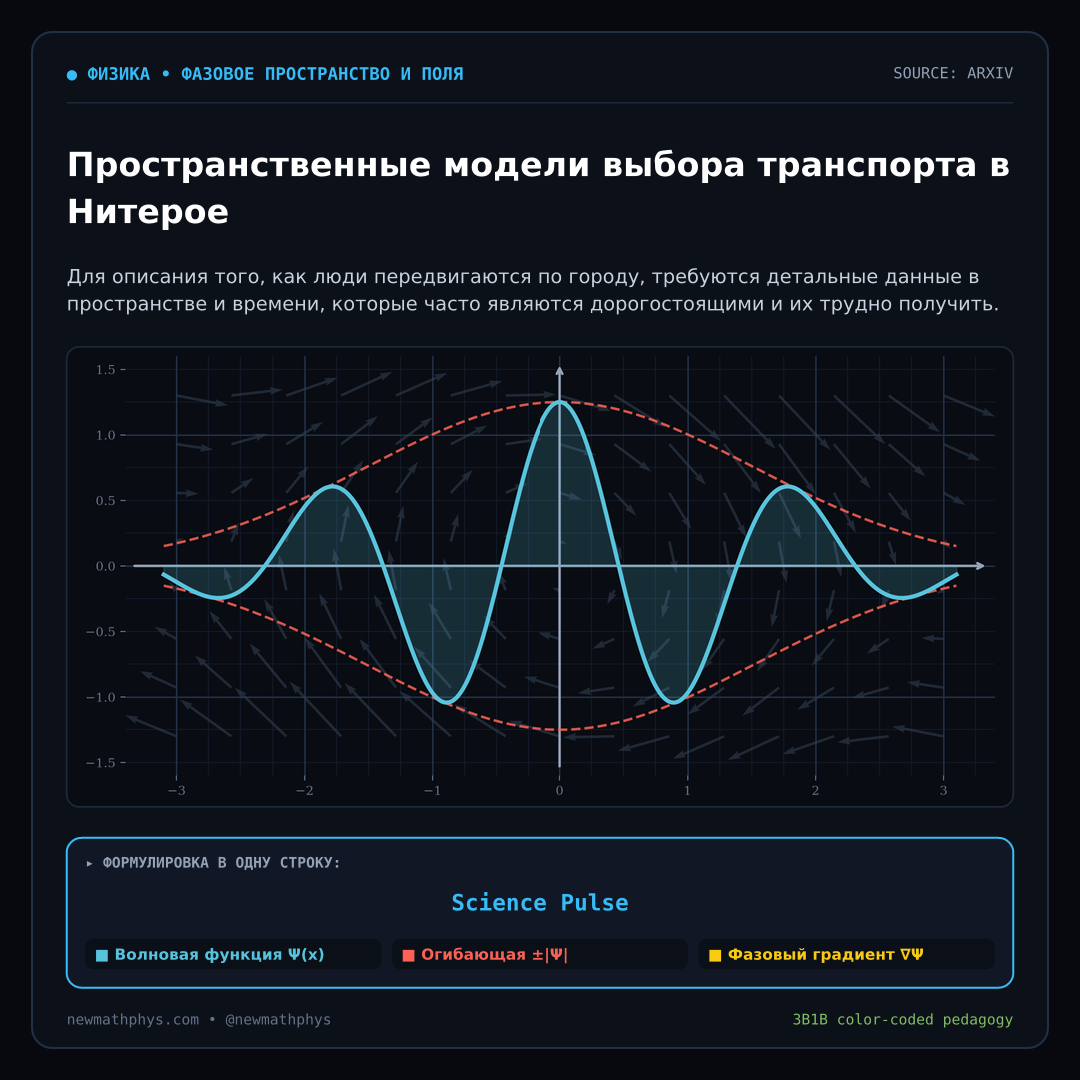 ● ФИЗИКА • ФАЗОВОЕ ПРОСТРАНСТВО И ПОЛЯ
SOURCE: ARXIV
Пространственные модели выбора транспорта в
Нитерое
Для описания того, как люди передвигаются по городу, требуются детальные данные в
пространстве и времени, которые часто являются дорогостоящими и их трудно получить.
1.5
1.0
0.5
0.0
−0.5
−1.0
−1.5
−3 −2 −1 0 1 2 3
▸ ФОРМУЛИРОВКА В ОДНУ СТРОКУ:
Science Pulse
■ Волновая функция Ψ(x) ■ Огибающая ±|Ψ| ■ Фазовый градиент ∇Ψ
newmathphys.com • @newmathphys
3B1B color-coded pedagogy